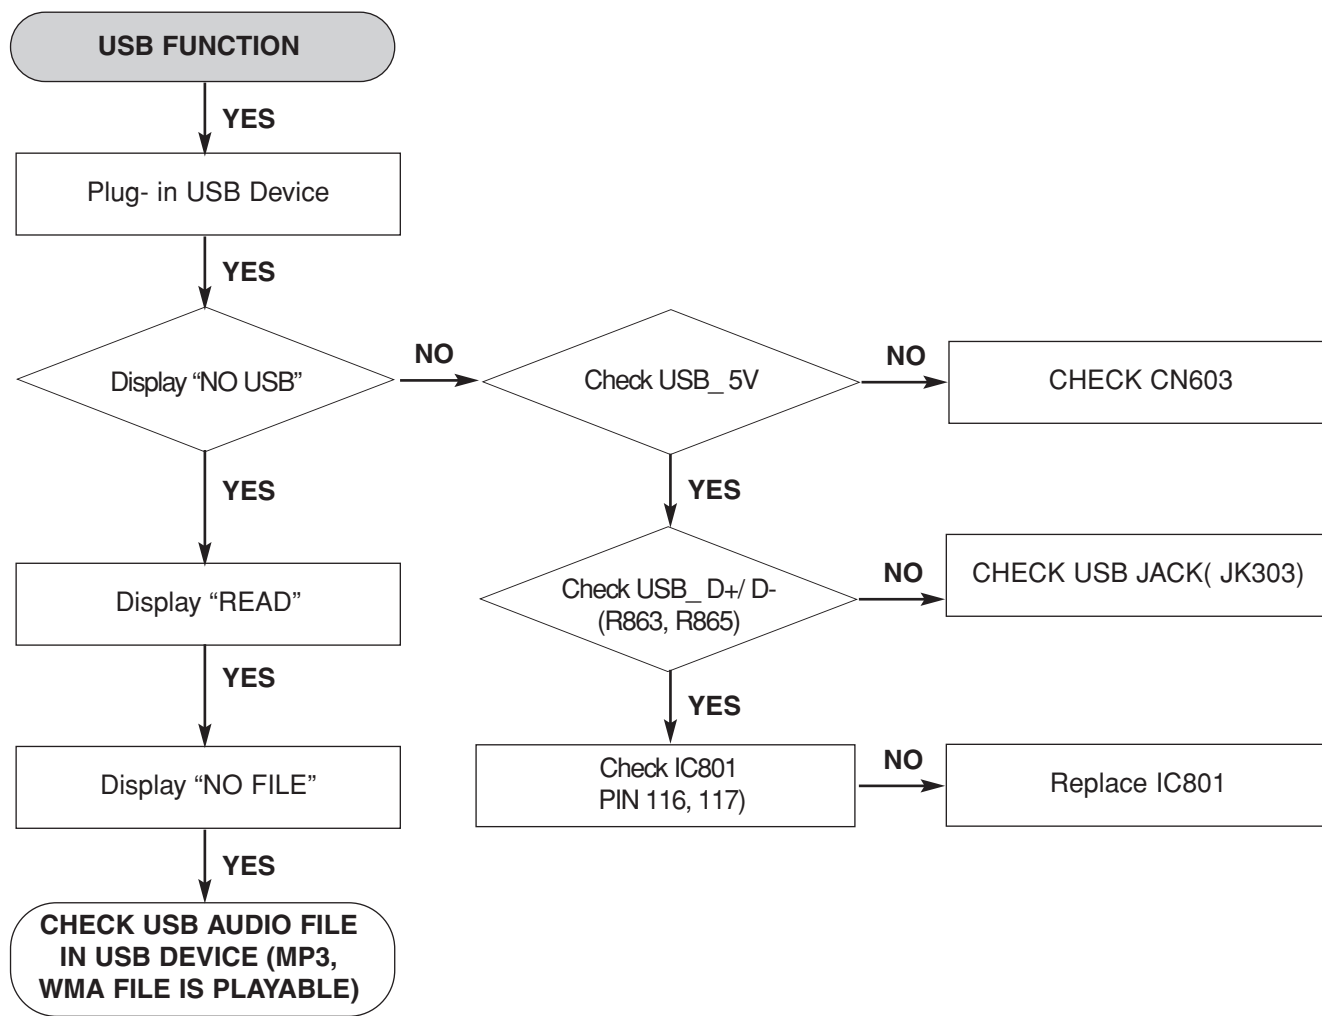 USB FUNCTION
YES
Plug- in USB Device
YES
Display “NO USB”
NO
Check USB_ 5V
NO
CHECK CN603
YES
YES
Display “READ”
Check USB_ D+/ D-
(R863, R865)
NO
CHECK USB JACK( JK303)
YES
YES
Display “NO FILE”
Check IC801
PIN 116, 117)
NO
Replace IC801
YES
CHECK USB AUDIO FILE
IN USB DEVICE (MP3,
WMA FILE IS PLAYABLE)